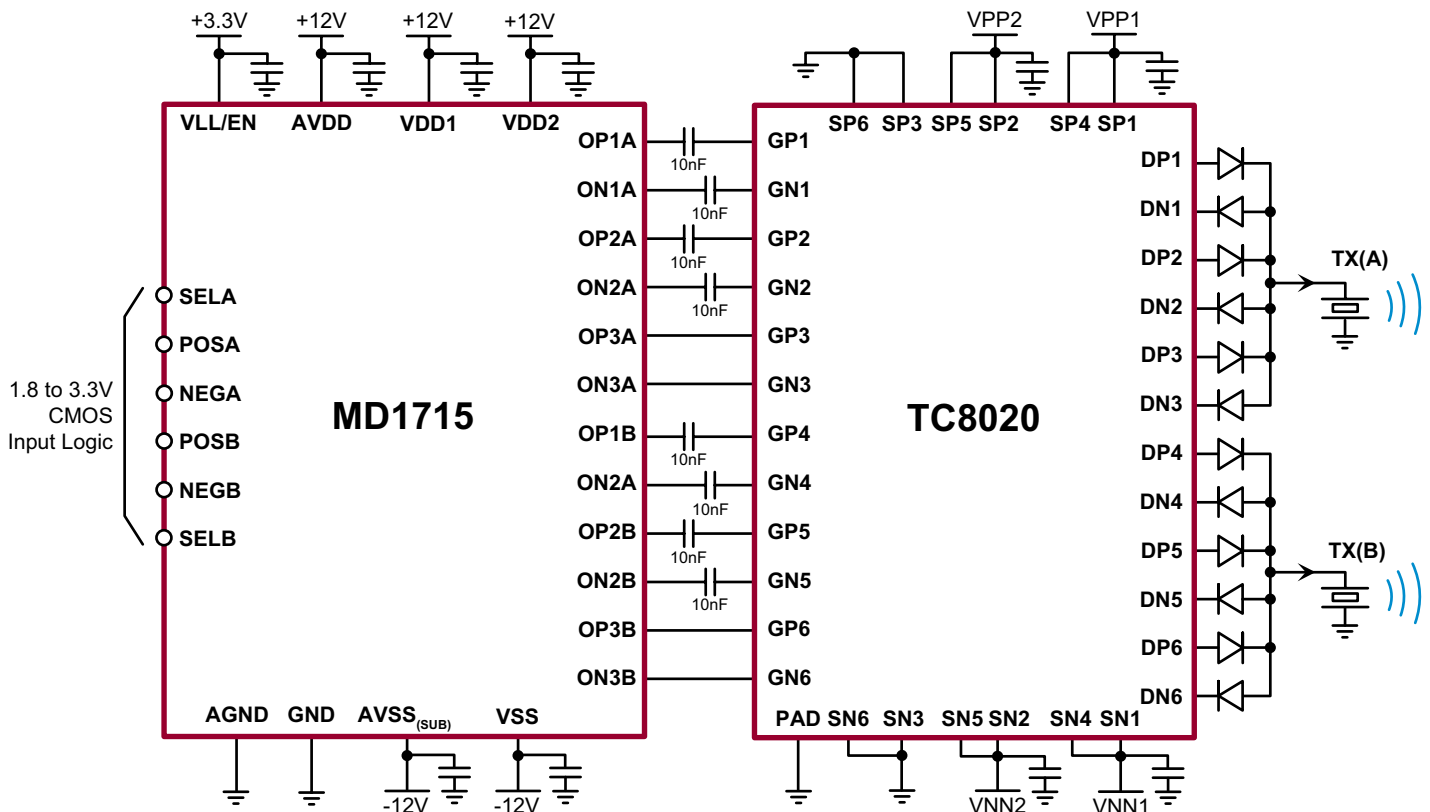 +3.3V
+12V
+12V
+12V
VPP2
VPP1
VLL/EN
AVDD
VDD1
VDD2
SP6
SP3
SP5
SP2
SP4
SP1
OP1A
10nF
GP1
DP1
ON1A
10nF
GN1
DN1
OP2A
10nF
GP2
DP2
TX(A)
ON2A
10nF
GN2
DN2
SELA
OP3A
GP3
DP3
POSA
ON3A
GN3
DN3
1.8 to 3.3V
CMOS
Input Logic
NEGA
MD1715
TC8020
OP1B
10nF
GP4
DP4
POSB
ON2A
10nF
GN4
DN4
NEGB
OP2B
10nF
GP5
DP5
TX(B)
SELB
ON2B
10nF
GN5
DN5
OP3B
GP6
DP6
ON3B
GN6
DN6
AGND
GND
AVSS(SUB)
VSS
PAD
SN6
SN3
SN5
SN2
SN4
SN1
-12V
-12V
VNN2
VNN1